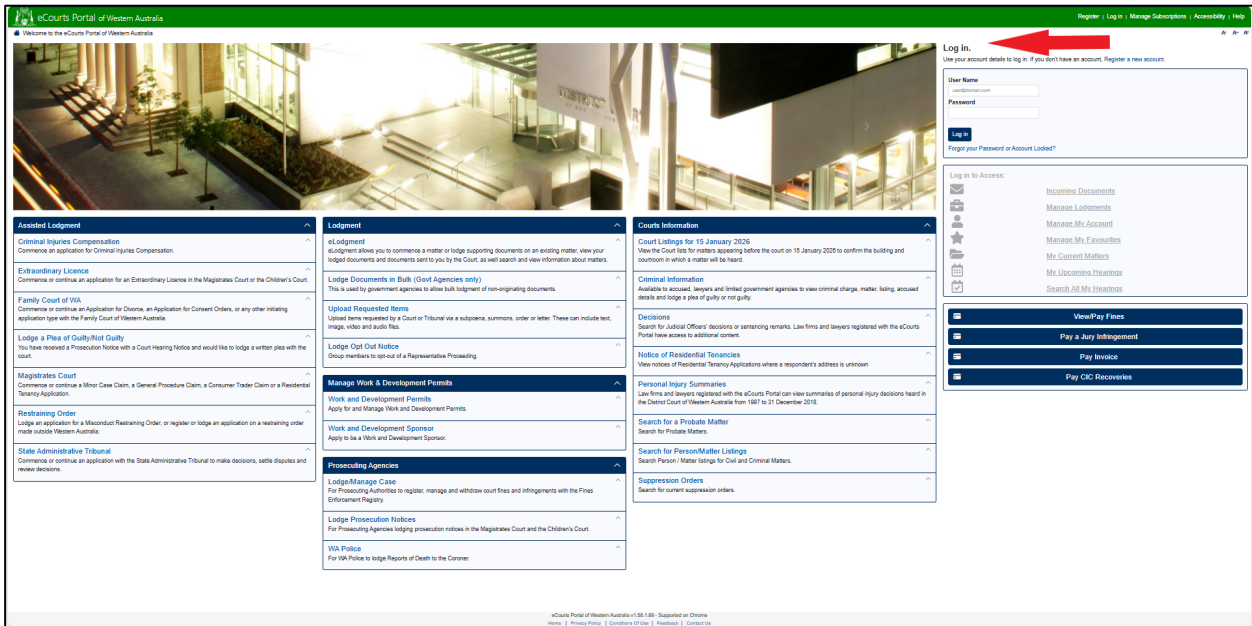 eCourts Portal of Western Australia
Register | Log in | Manage Subscriptions | Accessibility | Help
Welcome to the eCourts Portal of Western Australia
A- A= A+
Log in.
Use your account details to log in. If you don't have an account, Register a new account.
User Name
user@domain.com
Password
Log in
Forgot your Password or Account Locked?
Log in to Access:
Incoming Documents
Manage Lodgments
Manage My Account
Manage My Favourites
My Current Matters
My Upcoming Hearings
Search All My Hearings
View/Pay Fines
Pay a Jury Infringement
Pay Invoice
Pay CIC Recoveries
Assisted Lodgment
Criminal Injuries Compensation
Commence an application for Criminal Injuries Compensation.
Extraordinary Licence
Commence or continue an application for an Extraordinary Licence in the Magistrates Court or the Children's Court.
Family Court of WA
Commence or continue an Application for Divorce, an Application for Consent Orders, or any other initiating
application type with the Family Court of Western Australia.
Lodge a Plea of Guilty/Not Guilty
You have received a Prosecution Notice with a Court Hearing Notice and would like to lodge a written plea with the
court.
Magistrates Court
Commence or continue a Minor Case Claim, a General Procedure Claim, a Consumer Trader Claim or a Residential
Tenancy Application.
Restraining Order
Lodge an application for a Misconduct Restraining Order; or register or lodge an application on a restraining order
made outside Western Australia.
State Administrative Tribunal
Commence or continue an application with the State Administrative Tribunal to make decisions, settle disputes and
review decisions.
Lodgment
eLodgment
eLodgment allows you to commence a matter or lodge supporting documents on an existing matter, view your
lodged documents and documents sent to you by the Court, as well search and view information about matters.
Lodge Documents in Bulk (Govt Agencies only)
This is used by government agencies to allow bulk lodgment of non-originating documents.
Upload Requested Items
Upload items requested by a Court or Tribunal via a subpoena, summons, order or letter. These can include text,
image, video and audio files.
Lodge Opt Out Notice
Group members to opt-out of a Representative Proceeding.
Manage Work & Development Permits
Work and Development Permits
Apply for and Manage Work and Development Permits.
Work and Development Sponsor
Apply to be a Work and Development Sponsor.
Prosecuting Agencies
Lodge/Manage Case
For Prosecuting Authorities to register, manage and withdraw court fines and infringements with the Fines
Enforcement Registry.
Lodge Prosecution Notices
For Prosecuting Agencies lodging prosecution notices in the Magistrates Court and the Children's Court.
WA Police
For WA Police to lodge Reports of Death to the Coroner.
Courts Information
Court Listings for 15 January 2026
View the Court lists for matters appearing before the court on 15 January 2026 to confirm the building and
courtroom in which a matter will be heard.
Criminal Information
Available to accused, lawyers and limited government agencies to view criminal charge, matter, listing, accused
details and lodge a plea of guilty or not guilty.
Decisions
Search for Judicial Officers' decisions or sentencing remarks. Law firms and lawyers registered with the eCourts
Portal have access to additional content.
Notice of Residential Tenancies
View notices of Residential Tenancy Applications where a respondent's address is unknown
Personal Injury Summaries
Law firms and lawyers registered with the eCourts Portal can view summaries of personal injury decisions heard in
the District Court of Western Australia from 1997 to 31 December 2018.
Search for a Probate Matter
Search for Probate Matters.
Search for Person/Matter Listings
Search Person / Matter listings for Civil and Criminal Matters.
Suppression Orders
Search for current suppression orders.
eCourts Portal of Western Australia v1.58.1.89 - Supported on Chrome
Home | Privacy Policy | Conditions Of Use | Feedback | Contact Us